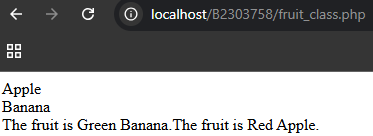 localhost/B2303758/fruit_class.php
Apple
Banana
The fruit is Green Banana.The fruit is Red Apple.